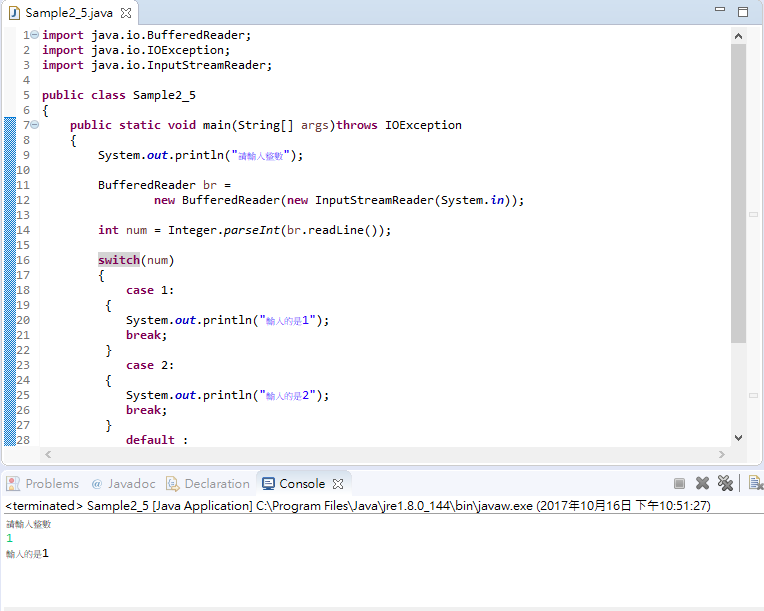 Sample2_5.java
1 import java.io.BufferedReader;
2 import java.io.IOException;
3 import java.io.InputStreamReader;
4
5 public class Sample2_5
6 {
7 public static void main(String[] args)throws IOException
8 {
9 System.out.println("請輸入整數");
10
11 BufferedReader br =
12 new BufferedReader(new InputStreamReader(System.in));
13
14 int num = Integer.parseInt(br.readLine());
15
16 switch(num)
17 {
18 case 1:
19 {
20 System.out.println("輸入的是1");
21 break;
22 }
23 case 2:
24 {
25 System.out.println("輸入的是2");
26 break;
27 }
28 default :
Problems @ Javadoc Declaration Console
<terminated> Sample2_5 [Java Application] C:\Program Files\Java\jre1.8.0_144\bin\javaw.exe (2017年10月16日 下午10:51:27)
請輸入整數
1
輸入的是1